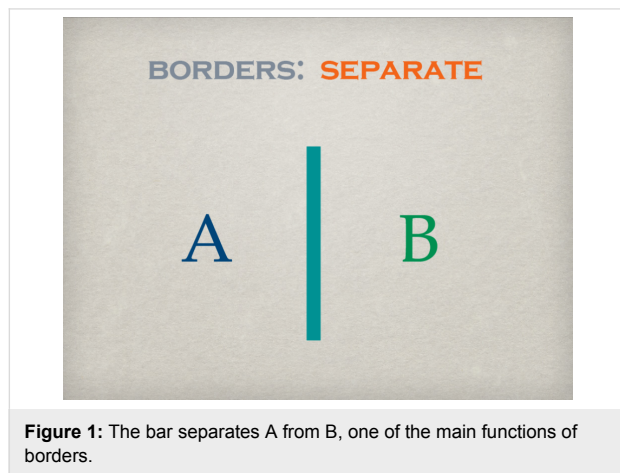 BORDERS: SEPARATE
A B
Figure 1: The bar separates A from B, one of the main functions of
borders.